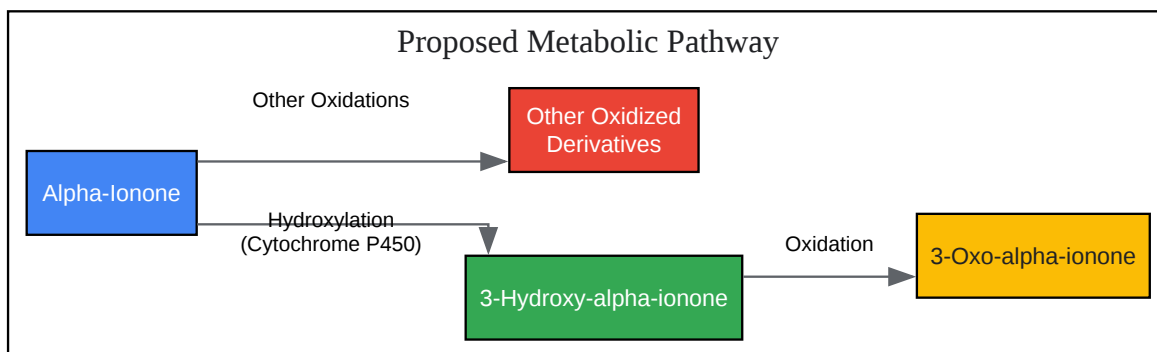 Proposed Metabolic Pathway
Other Oxidations
Other Oxidized
Derivatives
Alpha-Ionone
Hydroxylation
(Cytochrome P450)
3-Hydroxy-alpha-ionone
Oxidation
3-Oxo-alpha-ionone